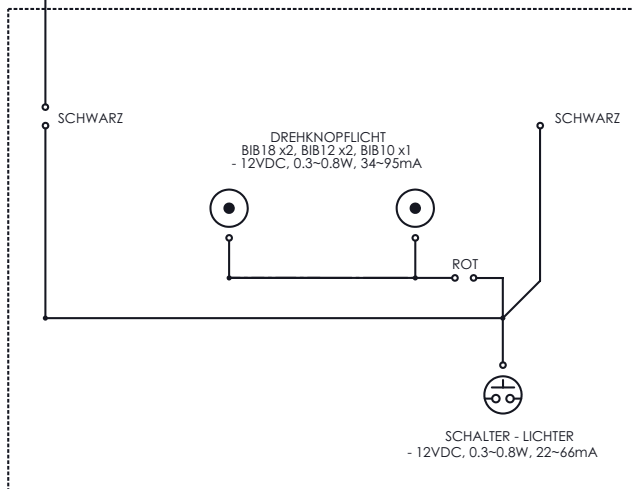 SCHWARZ
SCHWARZ
DREHKNOPFLICHT
BIB18 x2, BIB12 x2, BIB10 x1
- 12VDC, 0.3~0.8W, 34~95mA
ROT
SCHALTER - LICHTER
- 12VDC, 0.3~0.8W, 22~66mA